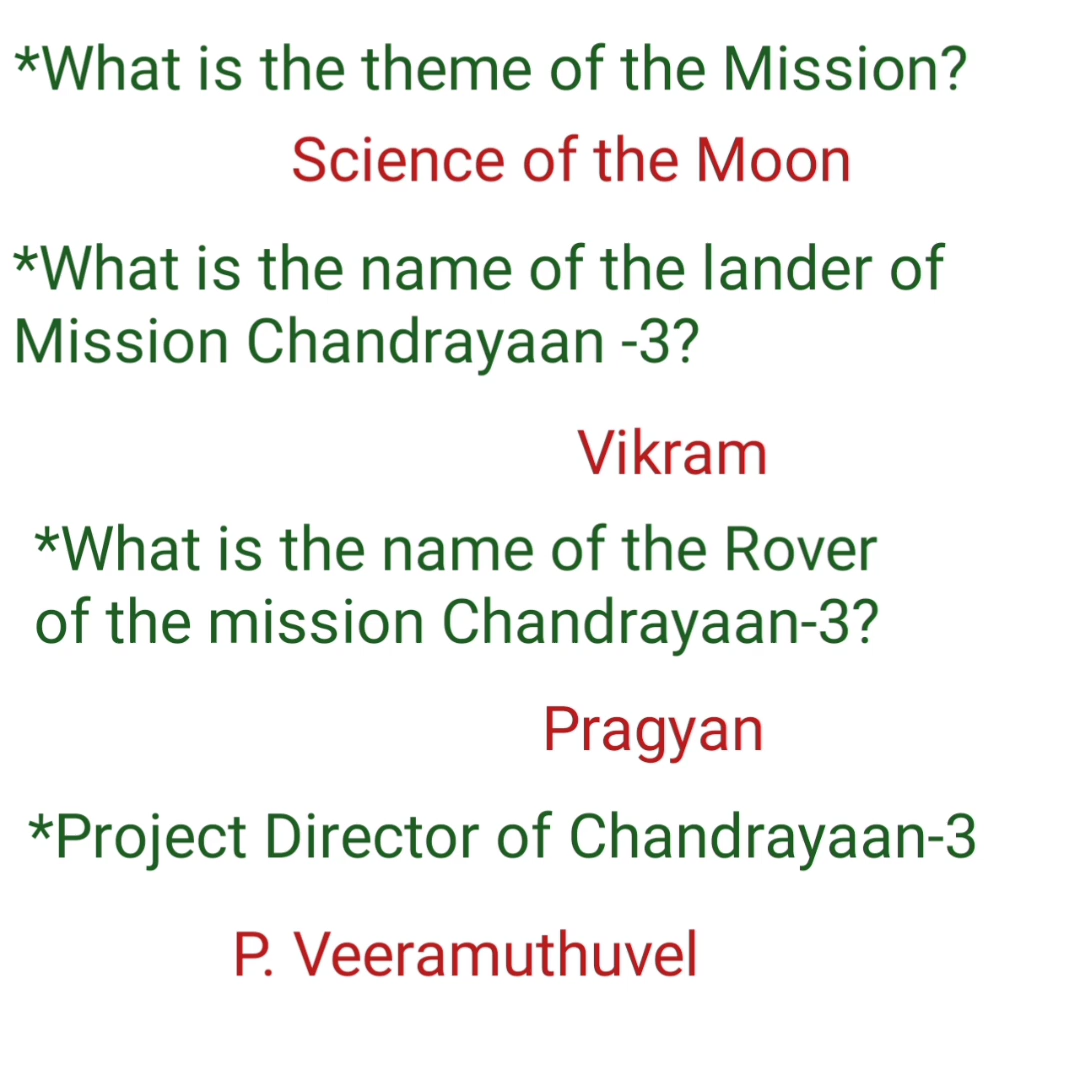 *What is the theme of the Mission?
Science of the Moon
*What is the name of the lander of
Mission Chandrayaan -3?
Vikram
*What is the name of the Rover
of the mission Chandrayaan-3?
Pragyan
*Project Director of Chandrayaan-3
P. Veeramuthuvel